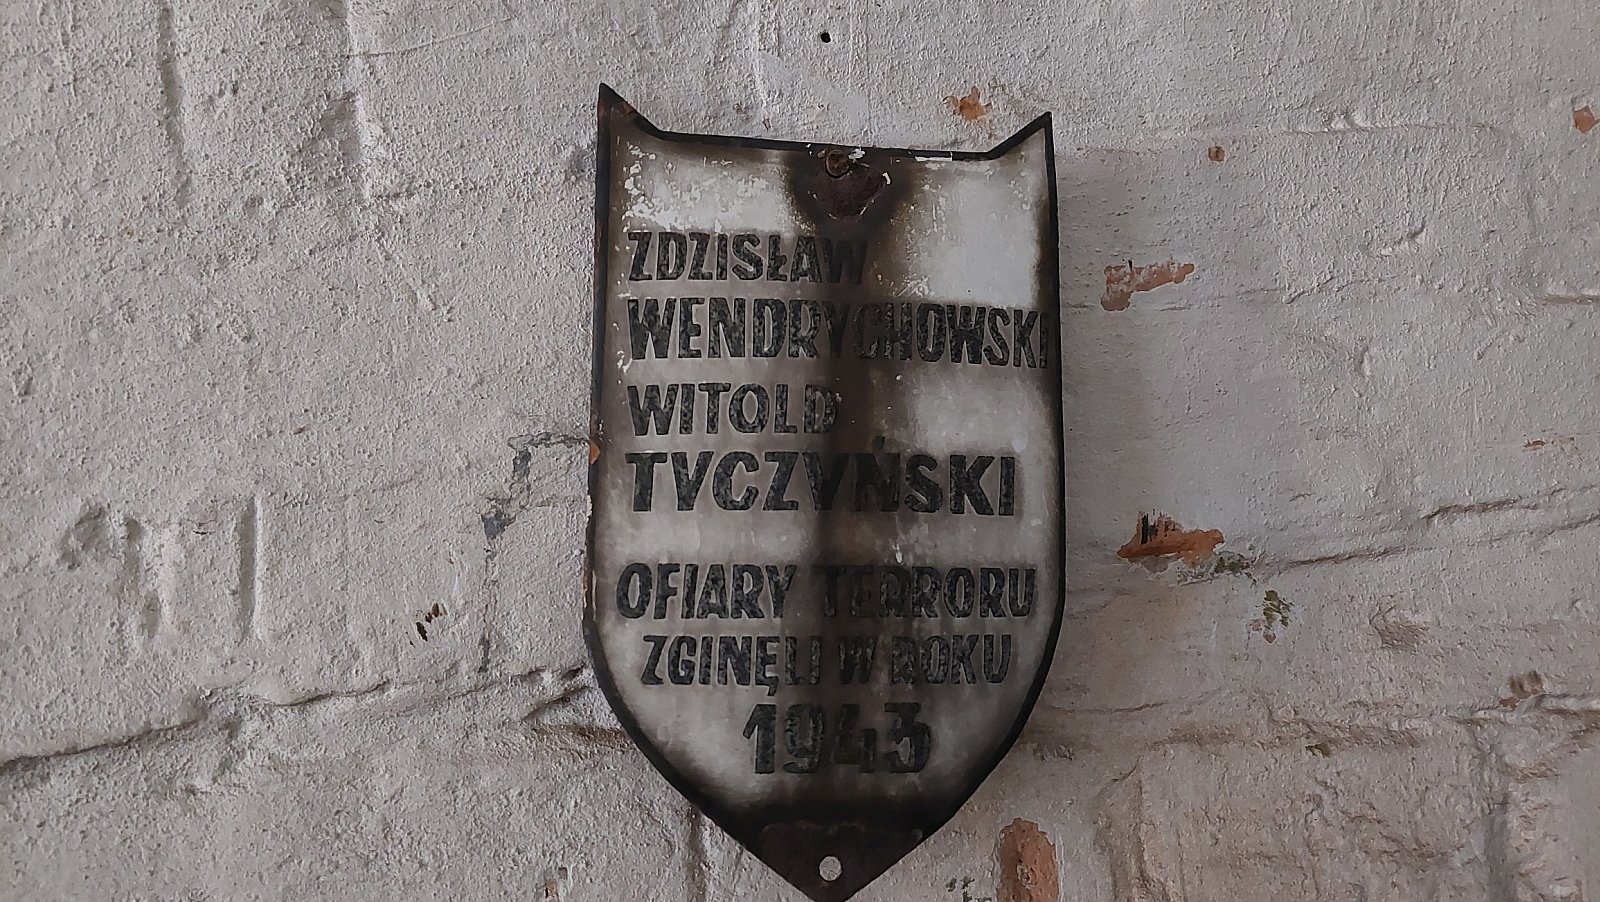 ZDZISŁAW
WENDRYCHOWSKI
WITOLD
TYCZYŃSKI
OFIARY TERRORU
ZGINĘLI W ROKU
1943